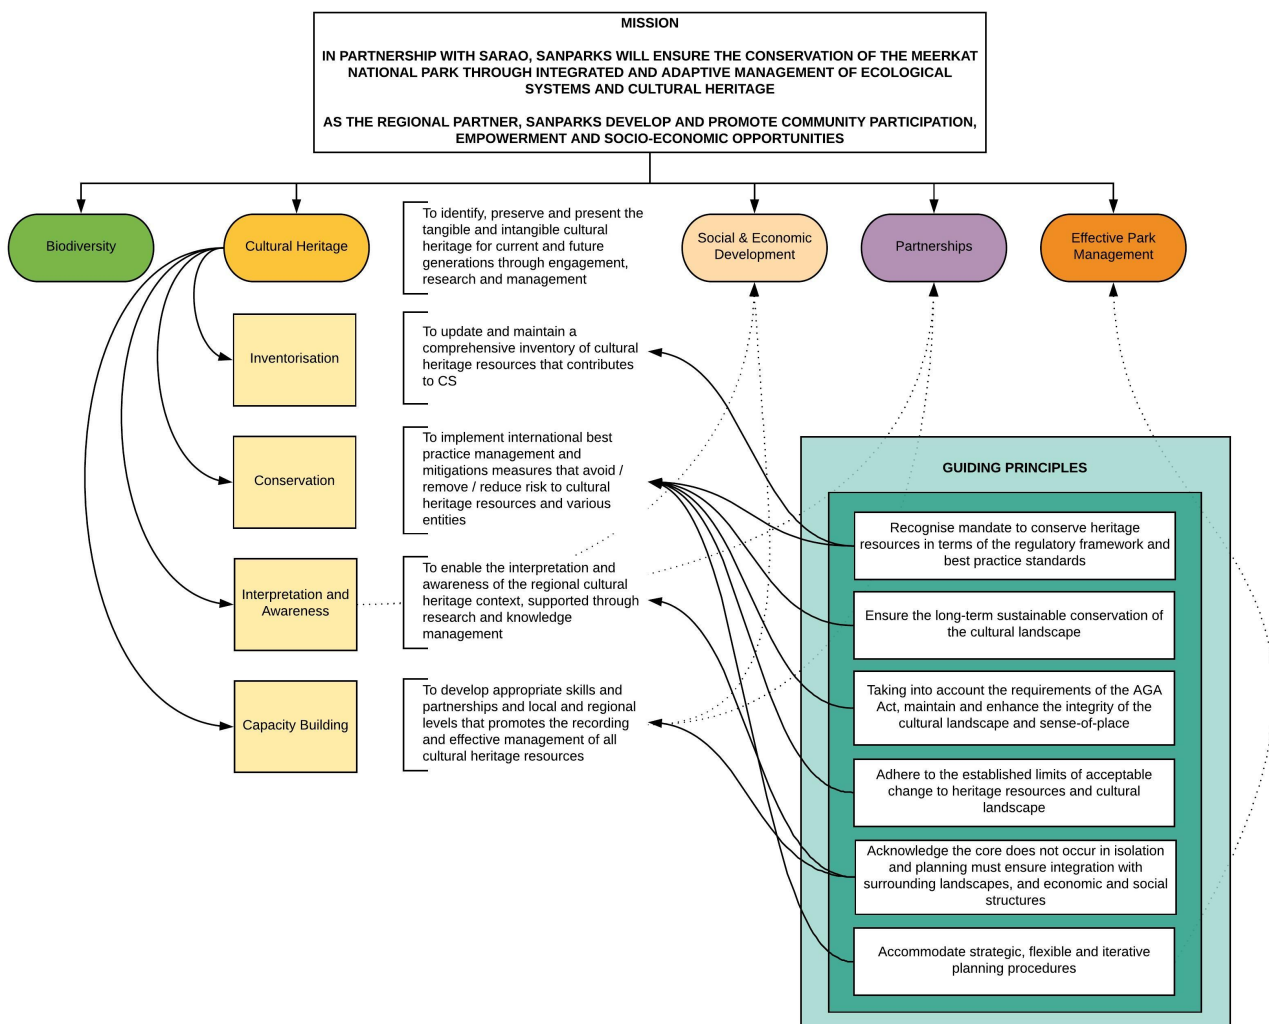 MISSION
IN PARTNERSHIP WITH SARAO, SANPARKS WILL ENSURE THE CONSERVATION OF THE MEERKAT
NATIONAL PARK THROUGH INTEGRATED AND ADAPTIVE MANAGEMENT OF ECOLOGICAL
SYSTEMS AND CULTURAL HERITAGE
AS THE REGIONAL PARTNER, SANPARKS DEVELOP AND PROMOTE COMMUNITY PARTICIPATION,
EMPOWERMENT AND SOCIO-ECONOMIC OPPORTUNITIES
Biodiversity
Cultural Heritage
To identify, preserve and present the
tangible and intangible cultural
heritage for current and future
generations through engagement,
research and management
Social & Economic
Development
Partnerships
Effective Park
Management
Inventorisation
To update and maintain a
comprehensive inventory of cultural
heritage resources that contributes
to CS
Conservation
To implement international best
practice management and
mitigations measures that avoid /
remove / reduce risk to cultural
heritage resources and various
entities
Interpretation and
Awareness
To enable the interpretation and
awareness of the regional cultural
heritage context, supported through
research and knowledge
management
Capacity Building
To develop appropriate skills and
partnerships and local and regional
levels that promotes the recording
and effective management of all
cultural heritage resources
GUIDING PRINCIPLES
Recognise mandate to conserve heritage
resources in terms of the regulatory framework and
best practice standards
Ensure the long-term sustainable conservation of
the cultural landscape
Taking into account the requirements of the AGA
Act, maintain and enhance the integrity of the
cultural landscape and sense-of-place
Adhere to the established limits of acceptable
change to heritage resources and cultural
landscape
Acknowledge the core does not occur in isolation
and planning must ensure integration with
surrounding landscapes, and economic and social
structures
Accommodate strategic, flexible and iterative
planning procedures